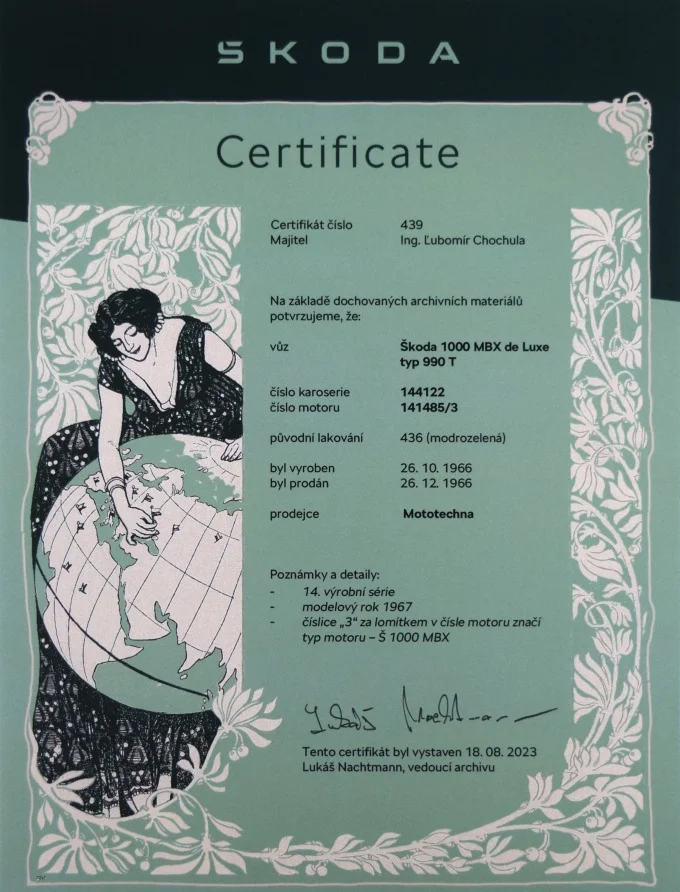 ŠKODA
Certificate
Certifikát číslo 439
Majitel Ing. Ľubomír Chochula
Na základě dochovaných archivních materiálů
potvrzujeme, že:
vůz Škoda 1000 MBX de Luxe
typ 990 T
číslo karoserie 144122
číslo motoru 141485/3
původní lakování 436 (modrozelená)
byl vyroben 26. 10. 1966
byl prodán 26. 12. 1966
prodejce Mototechna
Poznámky a detaily:
- 14. výrobní série
- modelový rok 1967
- číslice „3“ za lomítkem v čísle motoru značí
typ motoru – Š 1000 MBX
Lukáš Nachtmann
Tento certifikát byl vystaven 18. 08. 2023
Lukáš Nachtmann, vedoucí archivu